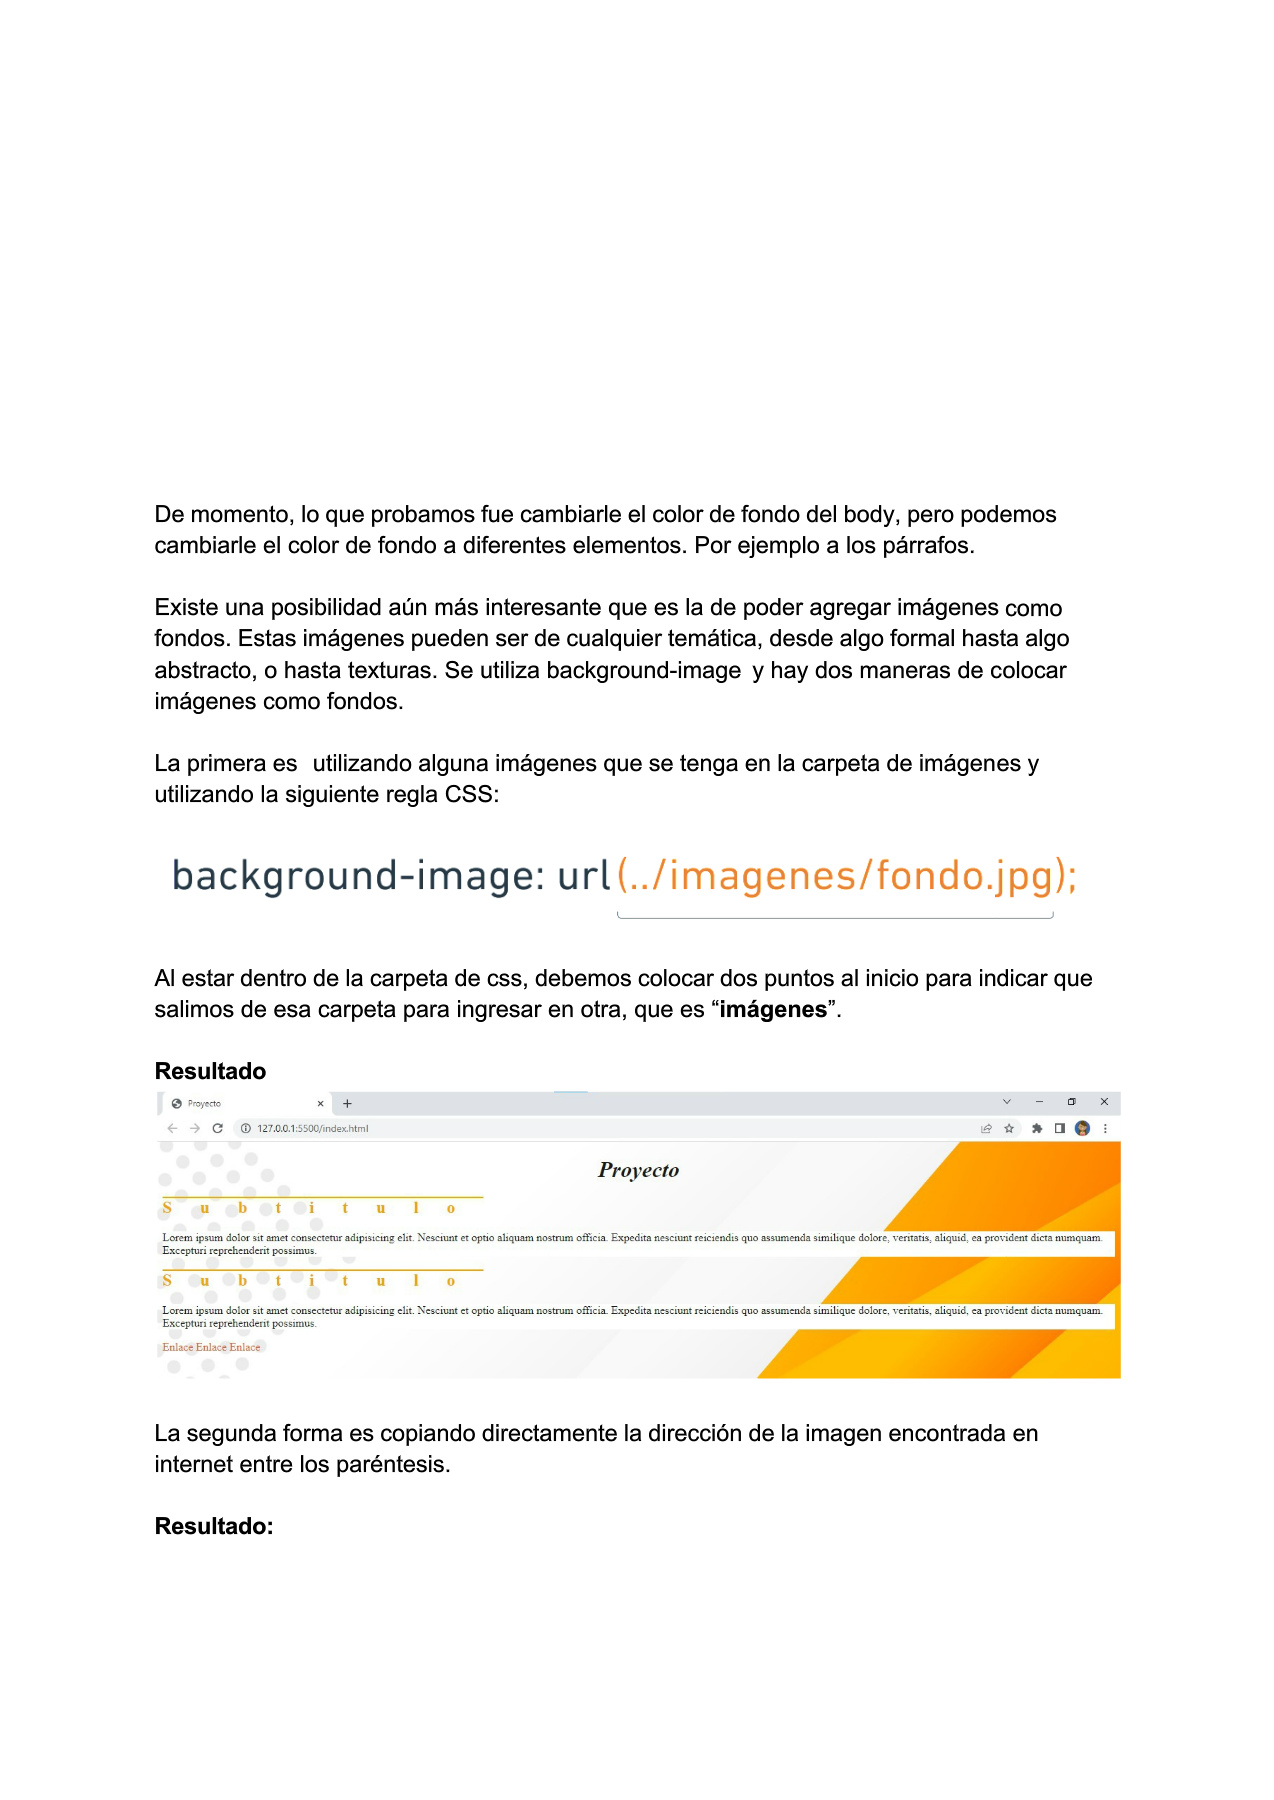 De momento, lo que probamos fue cambiarle el color de fondo del body, pero podemos
cambiarle el color de fondo a diferentes elementos. Por ejemplo a los párrafos.
Existe una posibilidad aún más interesante que es la de poder agregar imágenes como
fondos. Estas imágenes pueden ser de cualquier temática, desde algo formal hasta algo
abstracto, o hasta texturas. Se utiliza background-image y hay dos maneras de colocar
imágenes como fondos.
La primera es utilizando alguna imágenes que se tenga en la carpeta de imágenes y
utilizando la siguiente regla CSS:
background-image: url(../imagenes/fondo.jpg);
Al estar dentro de la carpeta de css, debemos colocar dos puntos al inicio para indicar que
salimos de esa carpeta para ingresar en otra, que es “imágenes”.
Resultado
Proyecto
127.0.0.1:5500/index.html
Proyecto
S u b t i t u l o
Lorem ipsum dolor sit amet consectetur adipisicing elit. Nesciunt et optio aliquam nostrum officia. Expedita nesciunt reiciendis quo assumenda similique dolore, veritatis, aliquid, ea provident dicta numquam.
Excepturi reprehenderit possimus.
S u b t i t u l o
Lorem ipsum dolor sit amet consectetur adipisicing elit. Nesciunt et optio aliquam nostrum officia. Expedita nesciunt reiciendis quo assumenda similique dolore, veritatis, aliquid, ea provident dicta numquam.
Excepturi reprehenderit possimus.
Enlace Enlace Enlace
La segunda forma es copiando directamente la dirección de la imagen encontrada en
internet entre los paréntesis.
Resultado: